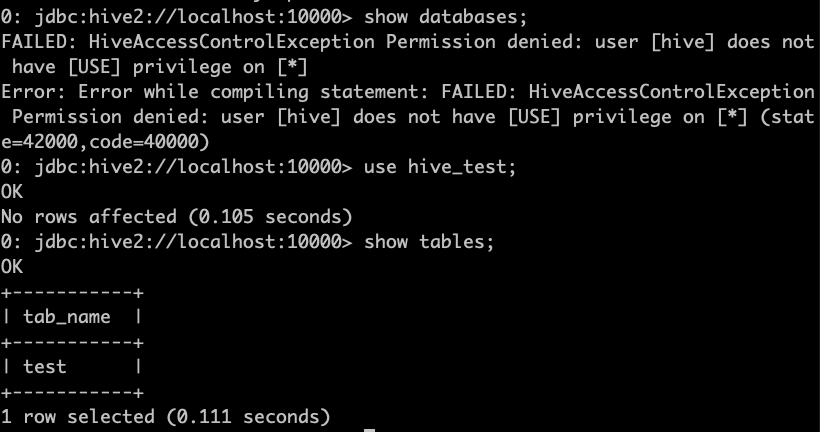 0: jdbc:hive2://localhost:10000> show databases;
FAILED: HiveAccessControlException Permission denied: user [hive] does not
 have [USE] privilege on [*]
Error: Error while compiling statement: FAILED: HiveAccessControlException
 Permission denied: user [hive] does not have [USE] privilege on [*] (stat
e=42000,code=40000)
0: jdbc:hive2://localhost:10000> use hive_test;
OK
No rows affected (0.105 seconds)
0: jdbc:hive2://localhost:10000> show tables;
OK
+-----------+
| tab_name  |
+-----------+
| test      |
+-----------+
1 row selected (0.111 seconds)